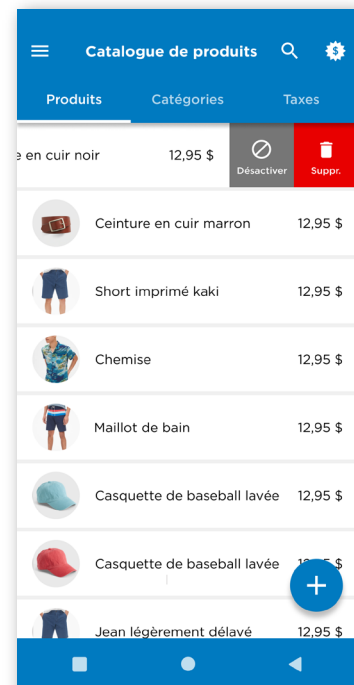 Catalogue de produits
Produits Catégories Taxes
e en cuir noir 12,95 $ Désactiver Suppr.
Ceinture en cuir marron 12,95 $
Short imprimé kaki 12,95 $
Chemise 12,95 $
Maillot de bain 12,95 $
Casquette de baseball lavée 12,95 $
Casquette de baseball lavée
Jean légèrement délavé 12,95 $